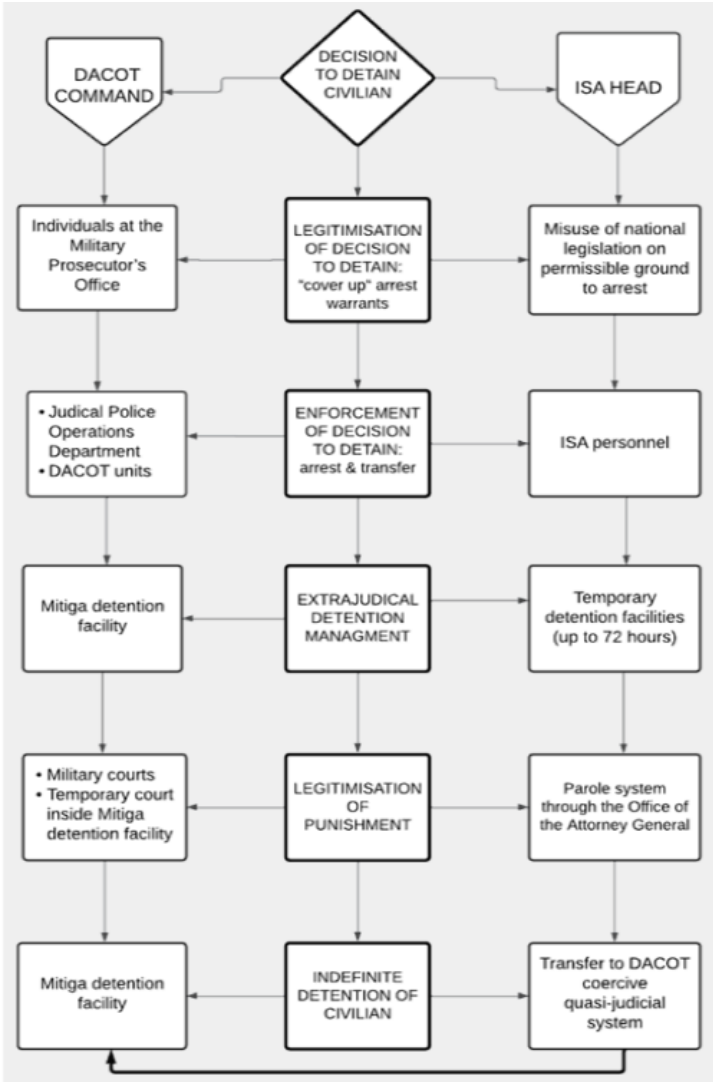 DACOT
COMMAND
DECISION
TO DETAIN
CIVILIAN
ISA HEAD
Individuals at the
Military
Prosecutor's
Office
LEGITIMISATION
OF DECISION
TO DETAIN:
"cover up" arrest
warrants
Misuse of national
legislation on
permissible ground
to arrest
• Judical Police
Operations
Department
• DACOT units
ENFORCEMENT
OF DECISION
TO DETAIN:
arrest & transfer
ISA personnel
Mitiga detention
facility
EXTRAJUDICAL
DETENTION
MANAGMENT
Temporary
detention facilities
(up to 72 hours)
• Military courts
• Temporary court
inside Mitiga
detention facility
LEGITIMISATION
OF
PUNISHMENT
Parole system
through the Office of
the Attorney General
Mitiga detention
facility
INDEFINITE
DETENTION OF
CIVILIAN
Transfer to DACOT
coercive
quasi-judicial
system